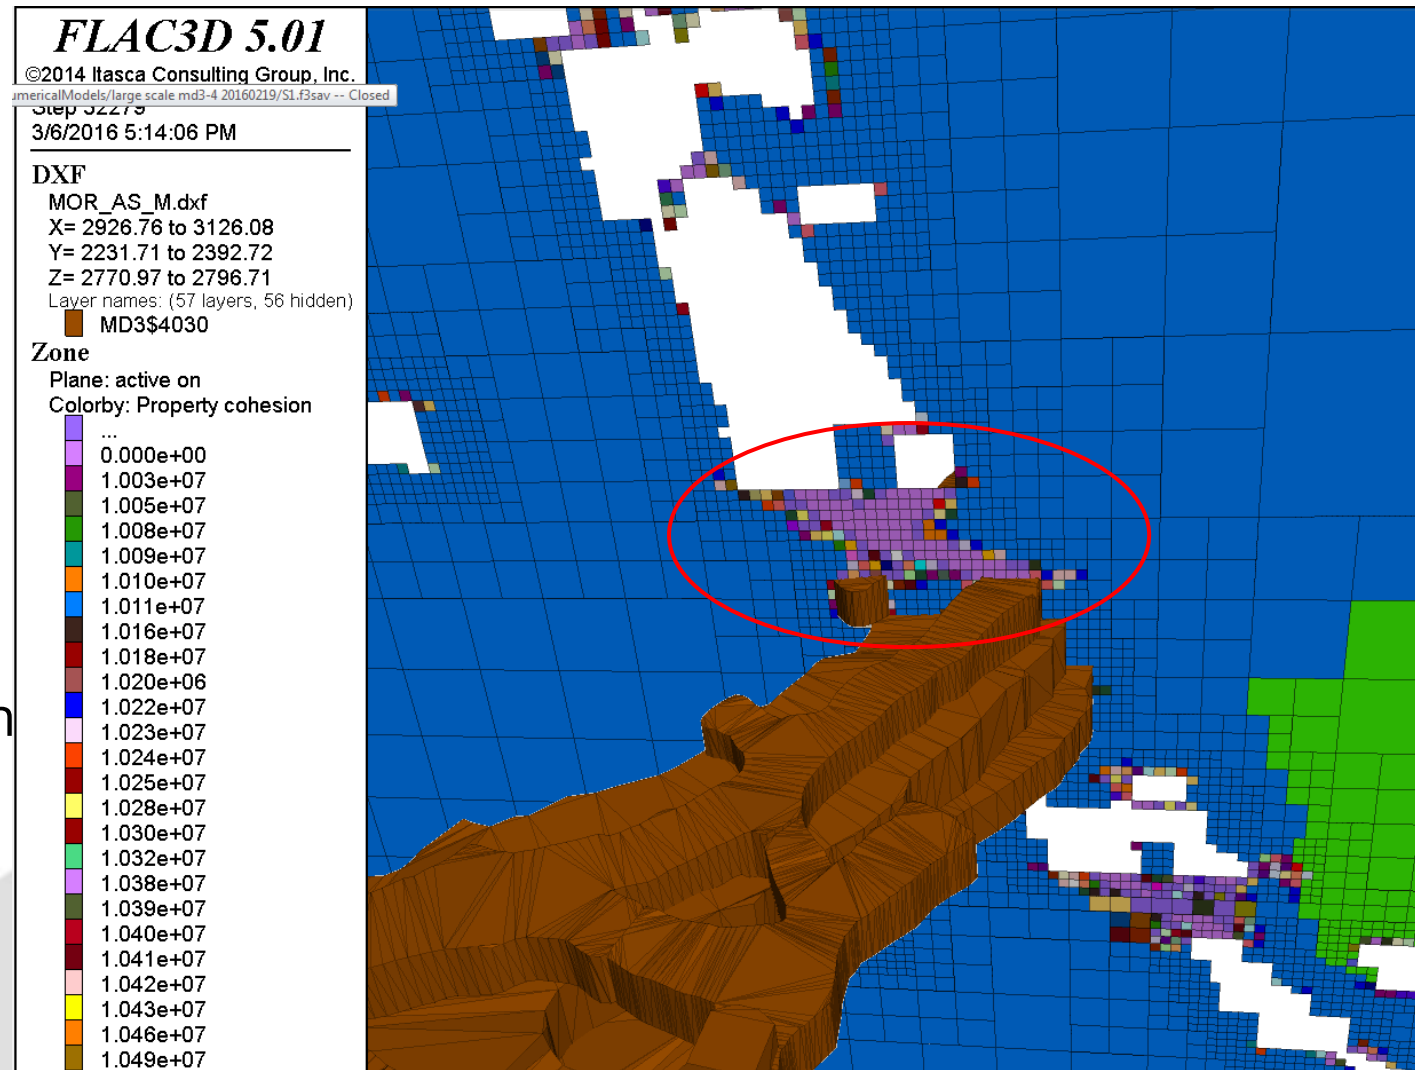 FLAC3D 5.01
©2014 Itasca Consulting Group, Inc.
umericalModels/large scale md3-4 20160219/S1.f3sav -- Closed
Step 32279
3/6/2016 5:14:06 PM
DXF
MOR_AS_M.dxf
X= 2926.76 to 3126.08
Y= 2231.71 to 2392.72
Z= 2770.97 to 2796.71
Layer names: (57 layers, 56 hidden)
MD3$4030
Zone
Plane: active on
Colorby: Property cohesion
...
0.000e+00
1.003e+07
1.005e+07
1.008e+07
1.009e+07
1.010e+07
1.011e+07
1.016e+07
1.018e+07
1.020e+06
1.022e+07
1.023e+07
1.024e+07
1.025e+07
1.028e+07
1.030e+07
1.032e+07
1.038e+07
1.039e+07
1.040e+07
1.041e+07
1.042e+07
1.043e+07
1.046e+07
1.049e+07